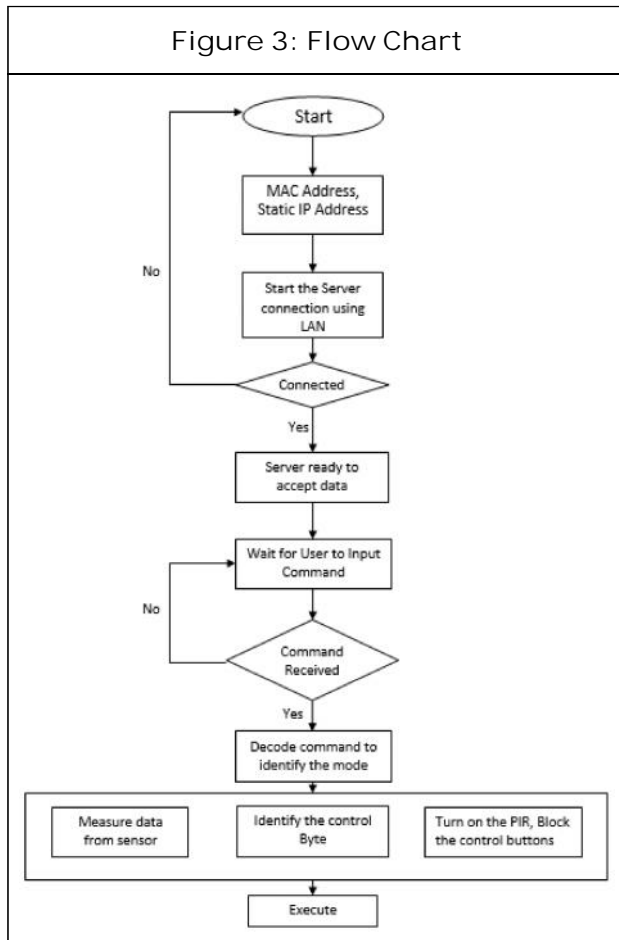 Figure 3: Flow Chart
Start
MAC Address,
Static IP Address
No
Start the Server
connection using
LAN
Connected
Yes
Server ready to
accept data
Wait for User to Input
Command
No
Command
Received
Yes
Decode command to
identify the mode
Measure data
from sensor
Identify the control
Byte
Turn on the PIR, Block
the control buttons
Execute